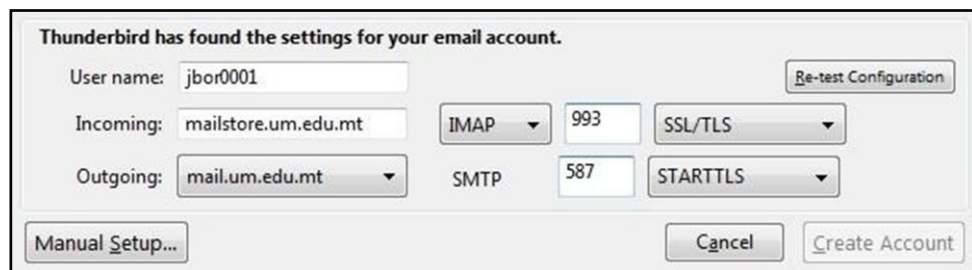 Thunderbird has found the settings for your email account.
User name: jbor0001 Re-test Configuration
Incoming: mailstore.um.edu.mt IMAP 993 SSL/TLS
Outgoing: mail.um.edu.mt SMTP 587 STARTTLS
Manual Setup... Cancel Create Account